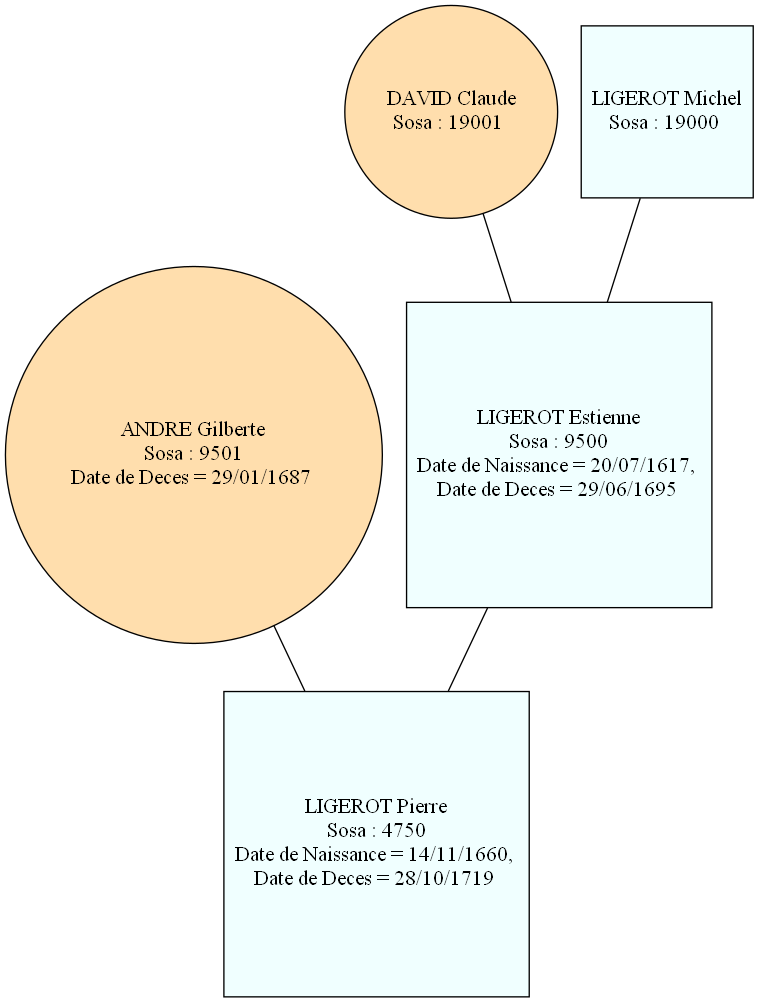 DAVID Claude
Sosa : 19001
LIGEROT Michel
Sosa : 19000
ANDRE Gilberte
Sosa : 9501
Date de Deces = 29/01/1687
LIGEROT Estienne
Sosa : 9500
Date de Naissance = 20/07/1617,
Date de Deces = 29/06/1695
LIGEROT Pierre
Sosa : 4750
Date de Naissance = 14/11/1660,
Date de Deces = 28/10/1719